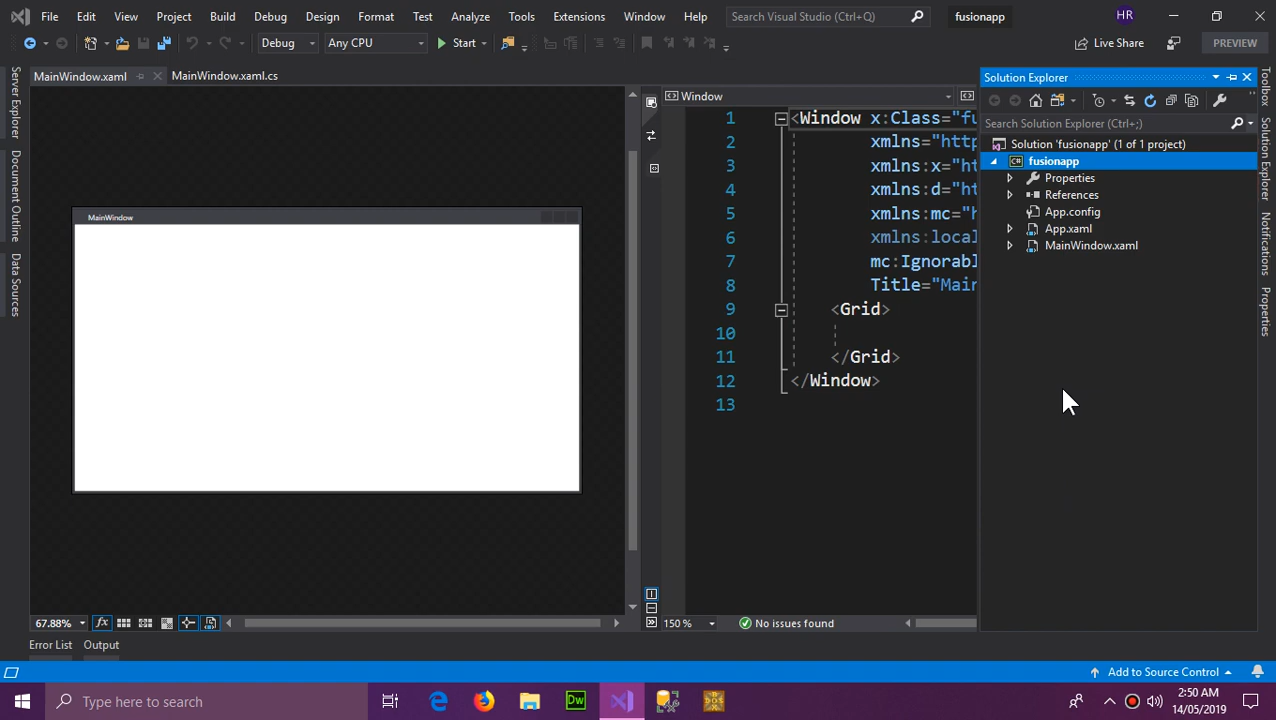 File Edit View Project Build Debug Design Format Test Analyze Tools Extensions Window Help Search Visual Studio (Ctrl+Q) fusionapp HR
Debug Any CPU Start Live Share PREVIEW
MainWindow.xaml MainWindow.xaml.cs
Server Explorer
Document Outline
Data Sources
MainWindow
67.88% fx
Window
1 <Window x:Class="fu
2 xmlns="http
3 xmlns:x="ht
4 xmlns:d="ht
5 xmlns:mc="h
6 xmlns:local
7 mc:Ignorabl
8 Title="Main
9 <Grid>
10
11 </Grid>
12 </Window>
13
150 % No issues found
Solution Explorer
Search Solution Explorer (Ctrl+;)
Solution 'fusionapp' (1 of 1 project)
C# fusionapp
Properties
References
App.config
App.xaml
MainWindow.xaml
Toolbox
Solution Explorer
Notifications
Properties
Error List Output
Add to Source Control
Type here to search Dw 2:50 AM
14/05/2019